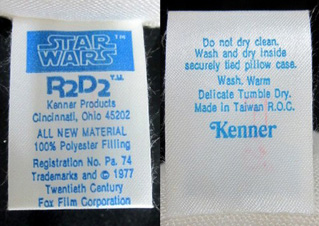 STAR WARS™
R2D2 T.M.
Kenner Products
Cincinnati, Ohio 45202
ALL NEW MATERIAL
100% Polyester Filling
Registration No. Pa. 74
Trademarks and © 1977
Twentieth Century
Fox Film Corporation
Do not dry clean.
Wash and dry inside
securely tied pillow case.
Wash. Warm
Delicate Tumble Dry.
Made in Taiwan R.O.C.
Kenner